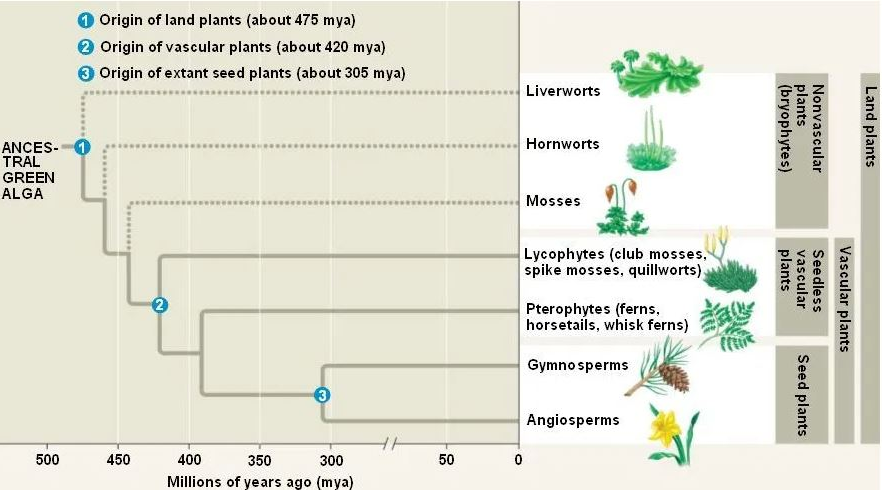 1 Origin of land plants (about 475 mya)
2 Origin of vascular plants (about 420 mya)
3 Origin of extant seed plants (about 305 mya)
ANCES-
TRAL
GREEN
ALGA
1
2
3
Liverworts
Hornworts
Mosses
Lycophytes (club mosses,
spike mosses, quillworts)
Pterophytes (ferns,
horsetails, whisk ferns)
Gymnosperms
Angiosperms
Nonvascular
plants
(bryophytes)
Seedless
vascular
plants
Seed plants
Vascular plants
Land plants
500 450 400 350 300 50 0
Millions of years ago (mya)